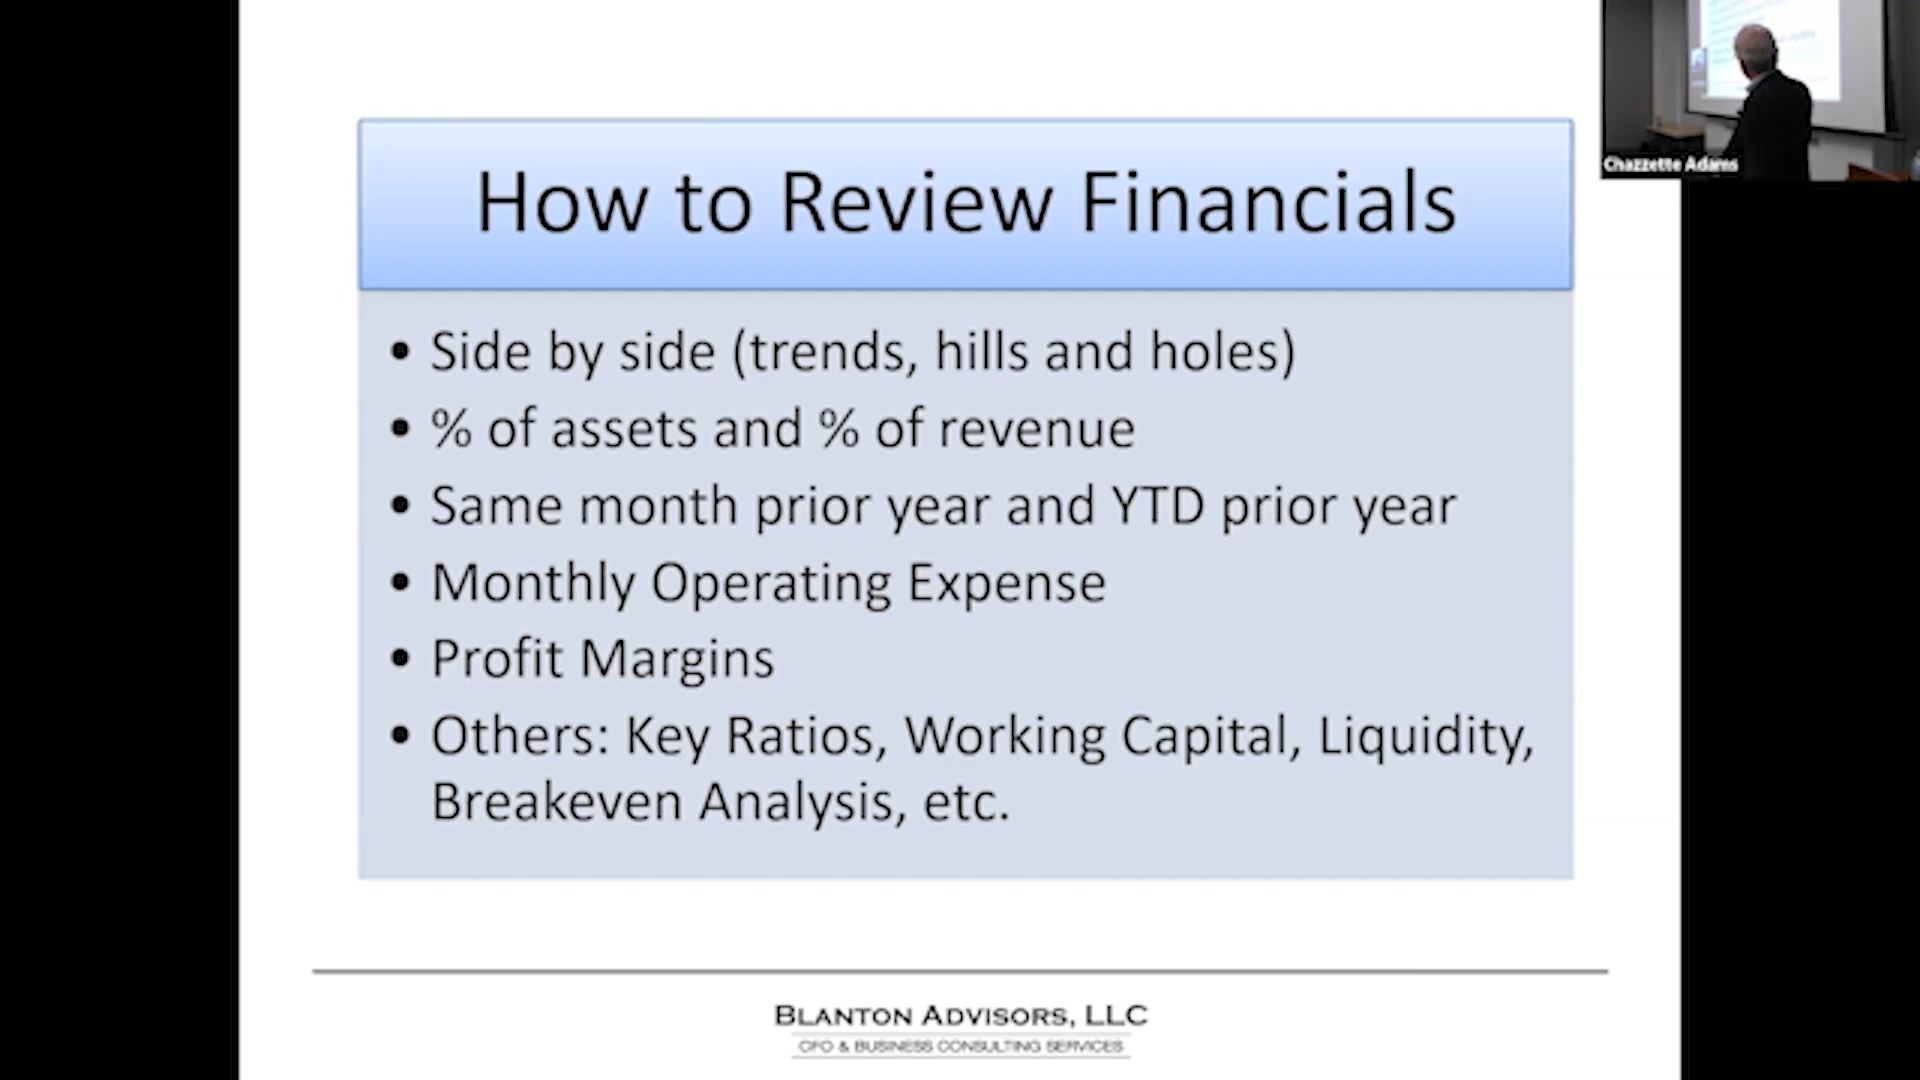 How to Review Financials
• Side by side (trends, hills and holes)
• % of assets and % of revenue
• Same month prior year and YTD prior year
• Monthly Operating Expense
• Profit Margins
• Others: Key Ratios, Working Capital, Liquidity,
Breakeven Analysis, etc.
Chazzette Adams
BLANTON ADVISORS, LLC
CFO & BUSINESS CONSULTING SERVICES